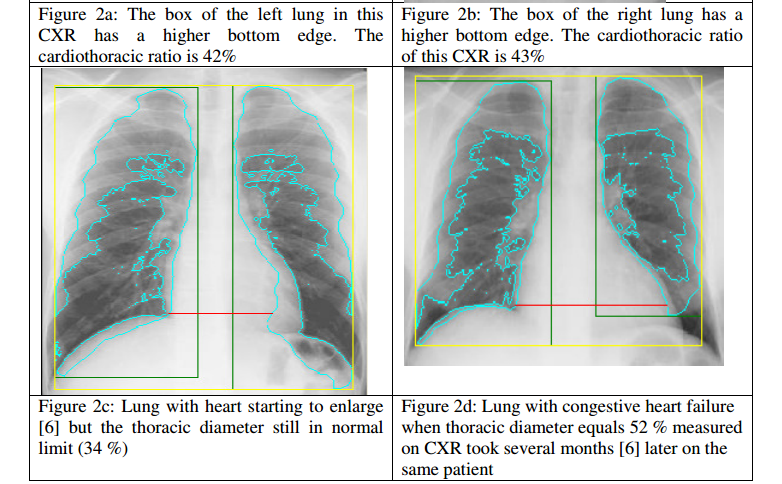 Figure 2a: The box of the left lung in this
CXR has a higher bottom edge. The
cardiothoracic ratio is 42%
Figure 2b: The box of the right lung has a
higher bottom edge. The cardiothoracic ratio
of this CXR is 43%
Figure 2c: Lung with heart starting to enlarge
[6] but the thoracic diameter still in normal
limit (34 %)
Figure 2d: Lung with congestive heart failure
when thoracic diameter equals 52 % measured
on CXR took several months [6] later on the
same patient